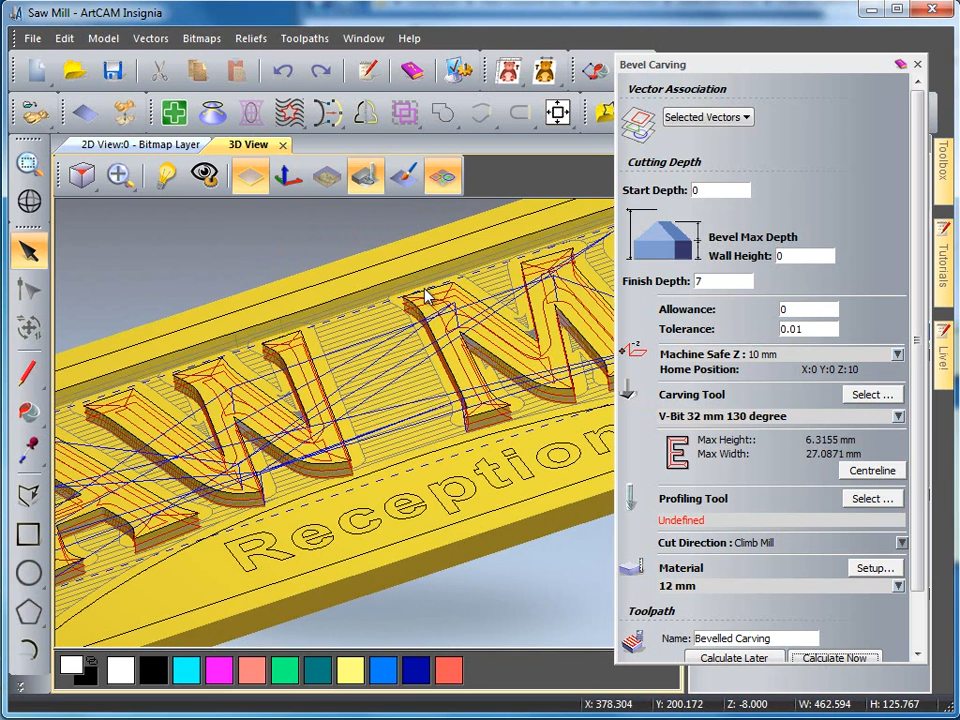 Saw Mill - ArtCAM Insignia
File Edit Model Vectors Bitmaps Reliefs Toolpaths Window Help
2D View:0 - Bitmap Layer 3D View
Reception
W M
Bevel Carving
Vector Association
Selected Vectors
Cutting Depth
Start Depth: 0
Bevel Max Depth
Wall Height: 0
Finish Depth: 7
Allowance: 0
Tolerance: 0.01
Machine Safe Z : 10 mm
Home Position: X:0 Y:0 Z:10
Carving Tool Select ...
V-Bit 32 mm 130 degree
Max Height:: 6.3155 mm
Max Width: 27.0871 mm
Centreline
Profiling Tool Select ...
Undefined
Cut Direction : Climb Mill
Material Setup...
12 mm
Toolpath
Name: Bevelled Carving
Calculate Later Calculate Now
Toolbox
Tutorials
Live!
X: 378.304 Y: 200.172 Z: -8.000 W: 462.594 H: 125.767